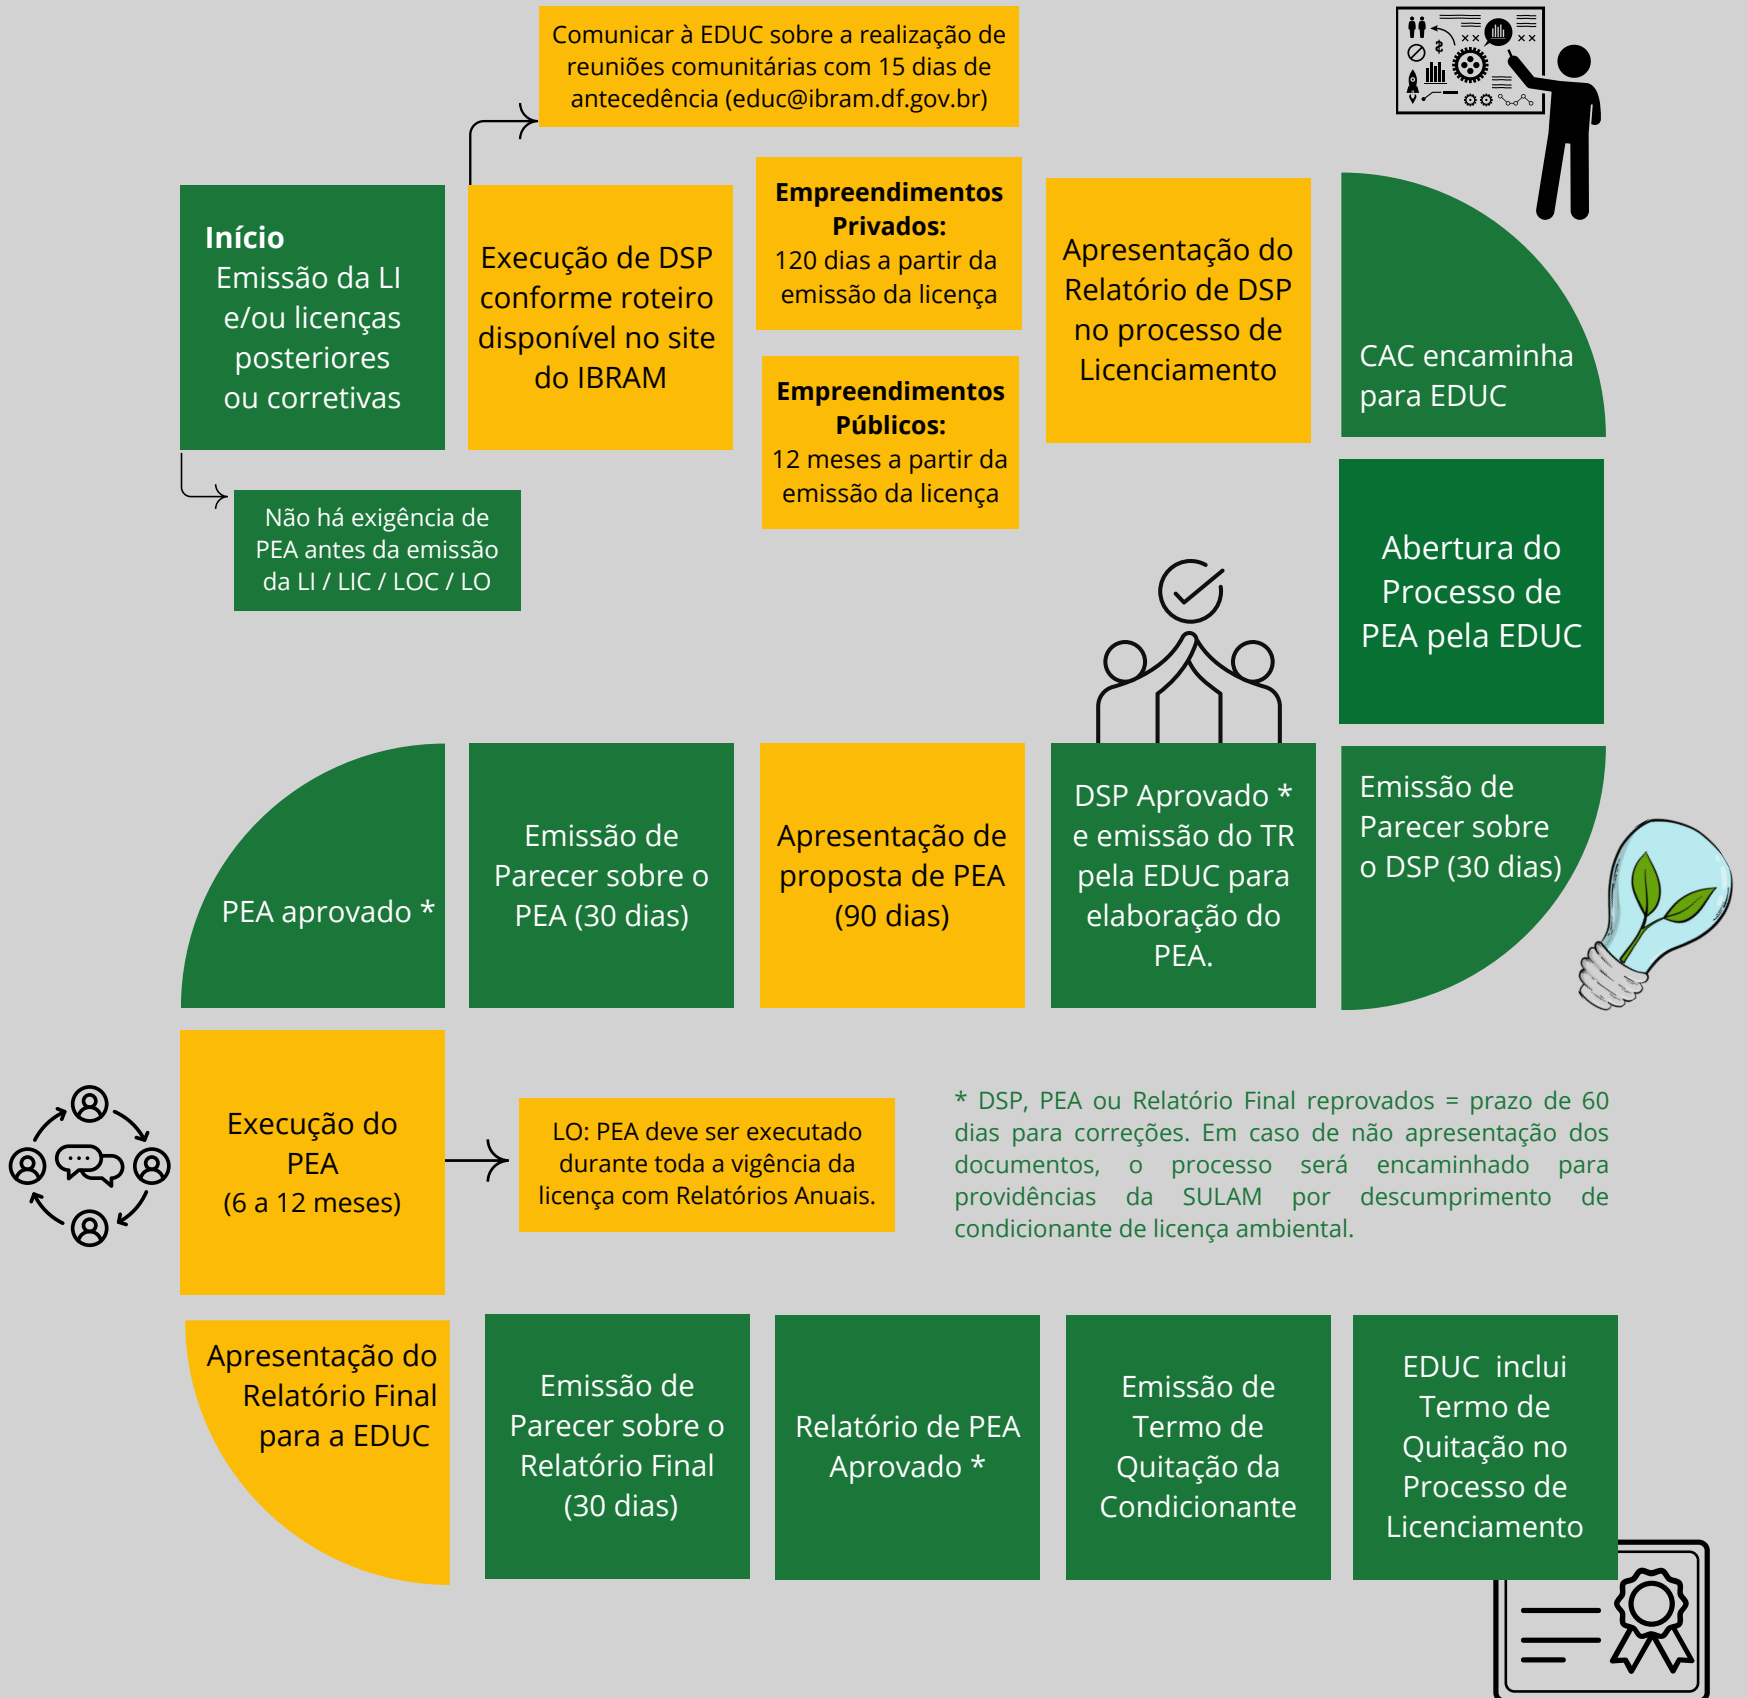 Comunicar à EDUC sobre a realização de
reuniões comunitárias com 15 dias de
antecedência (educ@ibram.df.gov.br)
Início
Emissão da LI
e/ou licenças
posteriores
ou corretivas
Não há exigência de
PEA antes da emissão
da LI / LIC / LOC / LO
Execução de DSP
conforme roteiro
disponível no site
do IBRAM
Empreendimentos
Privados:
120 dias a partir da
emissão da licença
Empreendimentos
Públicos:
12 meses a partir da
emissão da licença
Apresentação do
Relatório de DSP
no processo de
Licenciamento
CAC encaminha
para EDUC
Abertura do
Processo de
PEA pela EDUC
Emissão de
Parecer sobre
o DSP (30 dias)
DSP Aprovado *
e emissão do TR
pela EDUC para
elaboração do
PEA.
Apresentação de
proposta de PEA
(90 dias)
Emissão de
Parecer sobre o
PEA (30 dias)
PEA aprovado *
Execução do
PEA
(6 a 12 meses)
LO: PEA deve ser executado
durante toda a vigência da
licença com Relatórios Anuais.
* DSP, PEA ou Relatório Final reprovados = prazo de 60
dias para correções. Em caso de não apresentação dos
documentos, o processo será encaminhado para
providências da SULAM por descumprimento de
condicionante de licença ambiental.
Apresentação do
Relatório Final
para a EDUC
Emissão de
Parecer sobre o
Relatório Final
(30 dias)
Relatório de PEA
Aprovado *
Emissão de
Termo de
Quitação da
Condicionante
EDUC inclui
Termo de
Quitação no
Processo de
Licenciamento